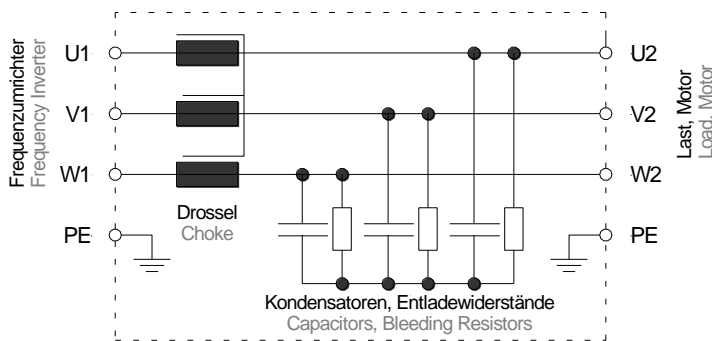 Frequenzumrichter
Frequency Inverter
U1
V1
W1
PE
Drossel
Choke
Kondensatoren, Entladewiderstände
Capacitors, Bleeding Resistors
U2
V2
W2
PE
Last, Motor
Load, Motor